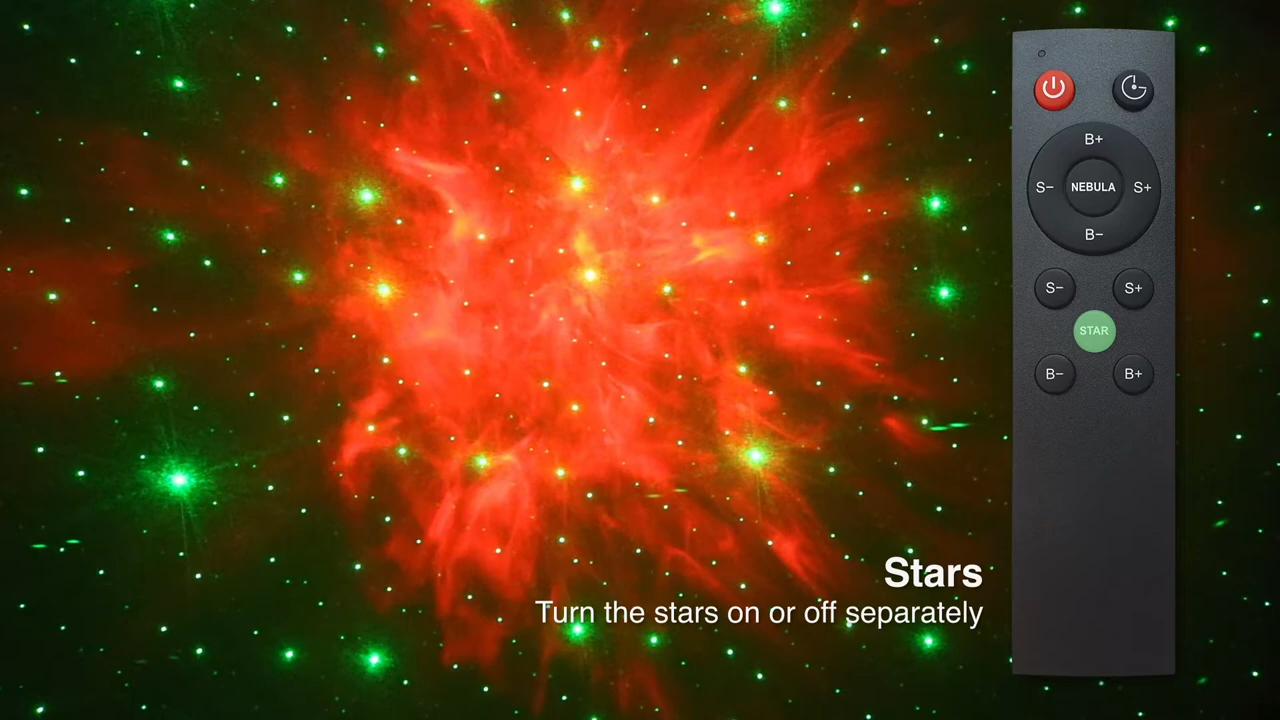 B+
S− NEBULA S+
B−
S− S+
STAR
B− B+
Stars
Turn the stars on or off separately